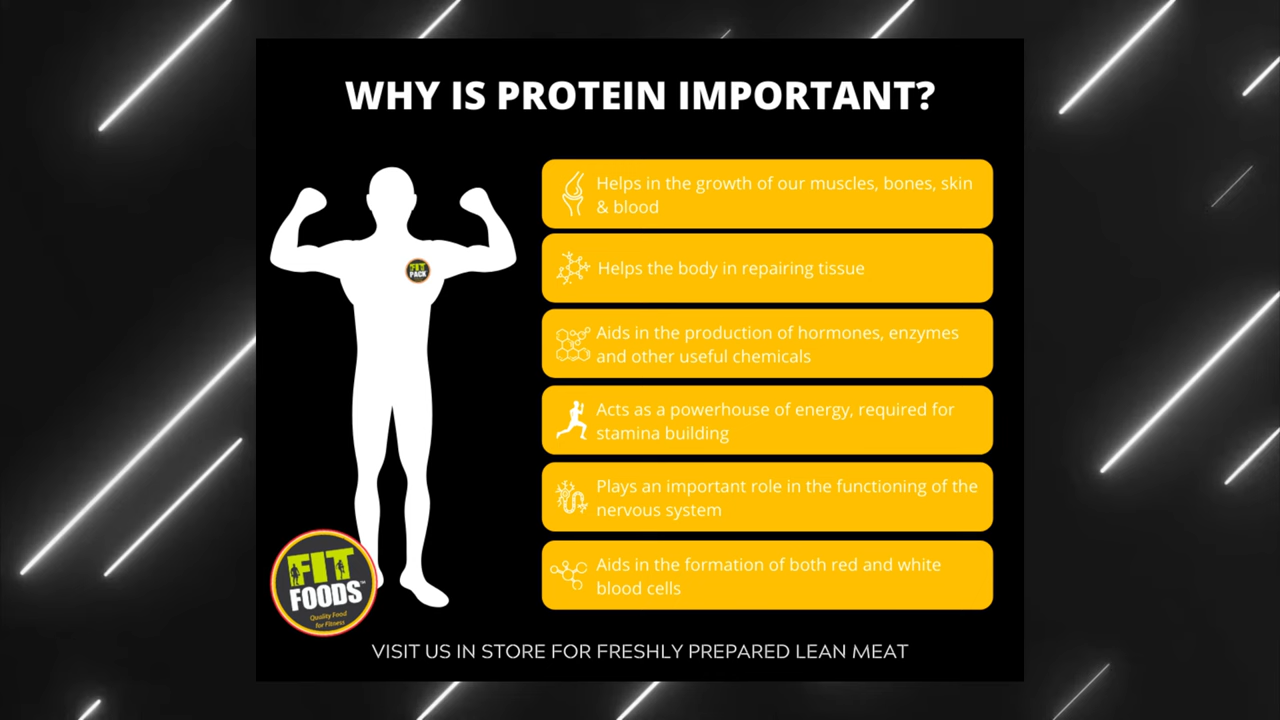 WHY IS PROTEIN IMPORTANT?
Helps in the growth of our muscles, bones, skin
& blood
Helps the body in repairing tissue
Aids in the production of hormones, enzymes
and other useful chemicals
Acts as a powerhouse of energy, required for
stamina building
Plays an important role in the functioning of the
nervous system
Aids in the formation of both red and white
blood cells
FIT
PACK
FIT
FOODS™
Quality Food
for Fitness
VISIT US IN STORE FOR FRESHLY PREPARED LEAN MEAT